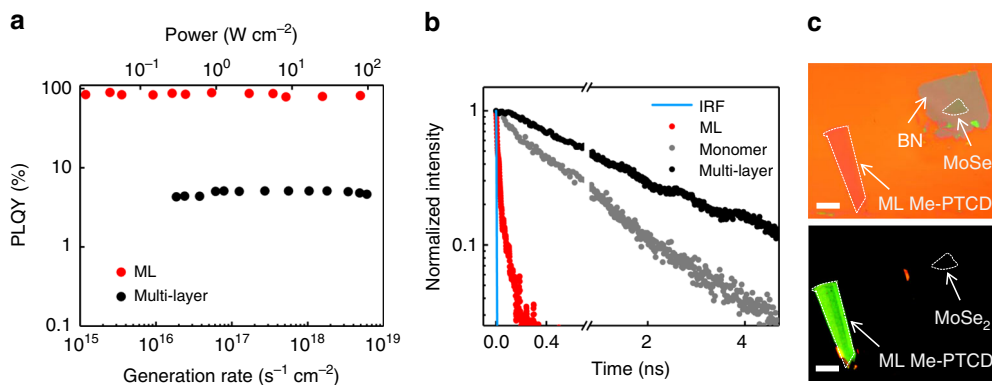 a
Power (W cm⁻²)
10⁻¹ 10⁰ 10¹ 10²
100
10
1
0.1
PLQY (%)
ML
Multi-layer
10¹⁵ 10¹⁶ 10¹⁷ 10¹⁸ 10¹⁹
Generation rate (s⁻¹ cm⁻²)
b
1
0.1
Normalized intensity
IRF
ML
Monomer
Multi-layer
0.0 0.4 2 4
Time (ns)
c
BN
MoSe
ML Me-PTCD
MoSe₂
ML Me-PTCD